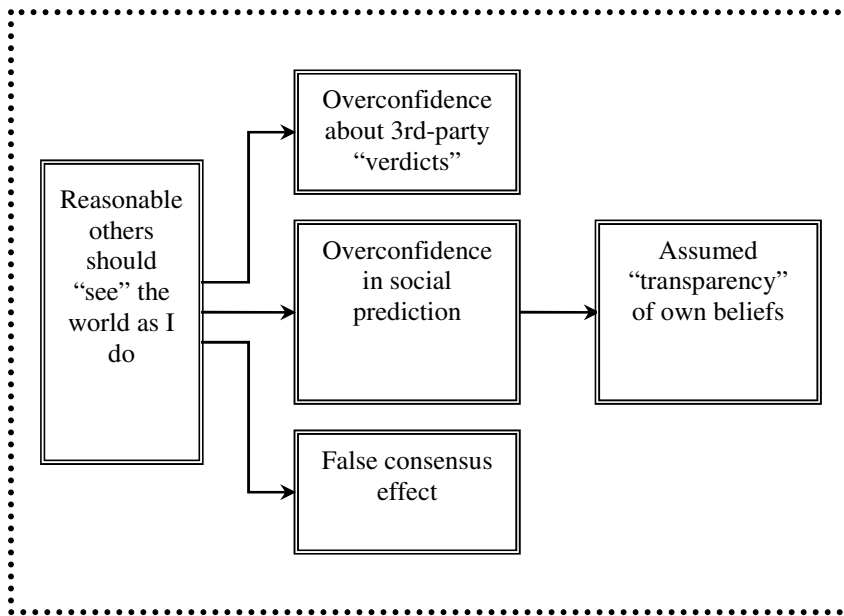 Reasonable
others
should
“see” the
world as I
do
Overconfidence
about 3rd-party
“verdicts”
Overconfidence
in social
prediction
Assumed
“transparency”
of own beliefs
False consensus
effect